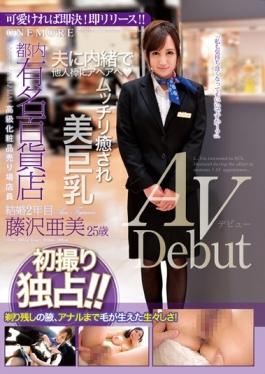 可愛ければ即決!即リリース!!
ONEMORE
都内
有名百貨店
高級化粧品売り場店員
夫に内緒で
他人棒にアヘアヘ♥
ムッチリ癒され
美巨乳
結婚2年目
藤沢亜美 25歳
AV
デビュー
Debut
初撮り
独占!!
剃り残しの腋、アナルまで毛が生えた生々しさ!